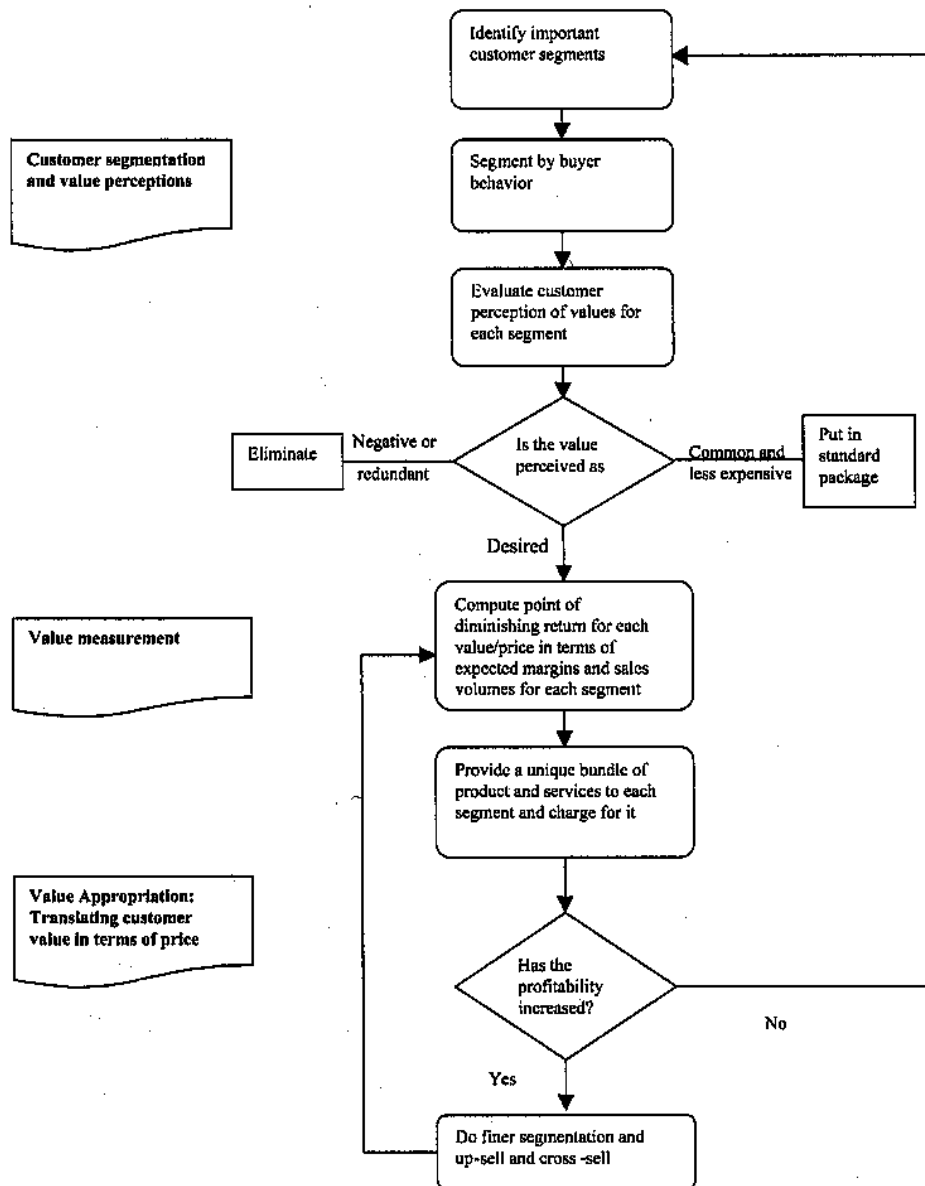 Identify important
customer segments
Customer segmentation
and value perceptions
Segment by buyer
behavior
Evaluate customer
perception of values for
each segment
Eliminate
Negative or
redundant
Is the value
perceived as
Common and
less expensive
Put in
standard
package
Desired
Value measurement
Compute point of
diminishing return for each
value/price in terms of
expected margins and sales
volumes for each segment
Provide a unique bundle of
product and services to each
segment and charge for it
Value Appropriation:
Translating customer
value in terms of price
Has the
profitability
increased?
No
Yes
Do finer segmentation and
up-sell and cross -sell